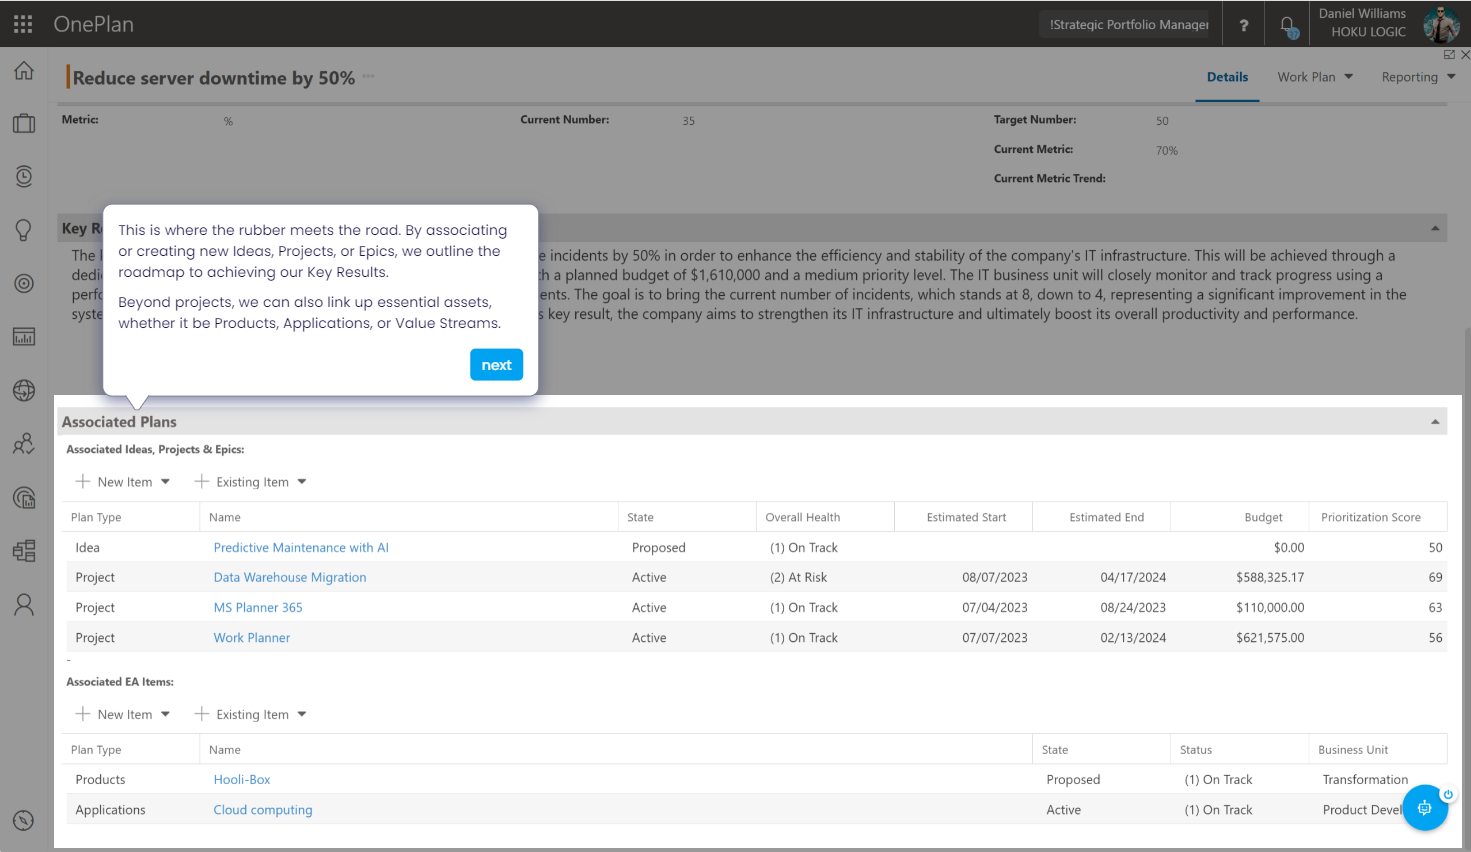 OnePlan
!Strategic Portfolio Manager
?
Daniel Williams
HOKU LOGIC
Reduce server downtime by 50% ...
Details
Work Plan
Reporting
Metric: %
Current Number: 35
Target Number: 50
Current Metric: 70%
Current Metric Trend:
Key R
The incidents by 50% in order to enhance the efficiency and stability of the company's IT infrastructure. This will be achieved through a
dedi h a planned budget of $1,610,000 and a medium priority level. The IT business unit will closely monitor and track progress using a
perfo ents. The goal is to bring the current number of incidents, which stands at 8, down to 4, representing a significant improvement in the
syste s key result, the company aims to strengthen its IT infrastructure and ultimately boost its overall productivity and performance.
This is where the rubber meets the road. By associating
or creating new Ideas, Projects, or Epics, we outline the
roadmap to achieving our Key Results.
Beyond projects, we can also link up essential assets,
whether it be Products, Applications, or Value Streams.
next
Associated Plans
Associated Ideas, Projects & Epics:
New Item Existing Item
Plan Type Name State Overall Health Estimated Start Estimated End Budget Prioritization Score
Idea Predictive Maintenance with AI Proposed (1) On Track $0.00 50
Project Data Warehouse Migration Active (2) At Risk 08/07/2023 04/17/2024 $588,325.17 69
Project MS Planner 365 Active (1) On Track 07/04/2023 08/24/2023 $110,000.00 63
Project Work Planner Active (1) On Track 07/07/2023 02/13/2024 $621,575.00 56
-
Associated EA Items:
New Item Existing Item
Plan Type Name State Status Business Unit
Products Hooli-Box Proposed (1) On Track Transformation
Applications Cloud computing Active (1) On Track Product Devel